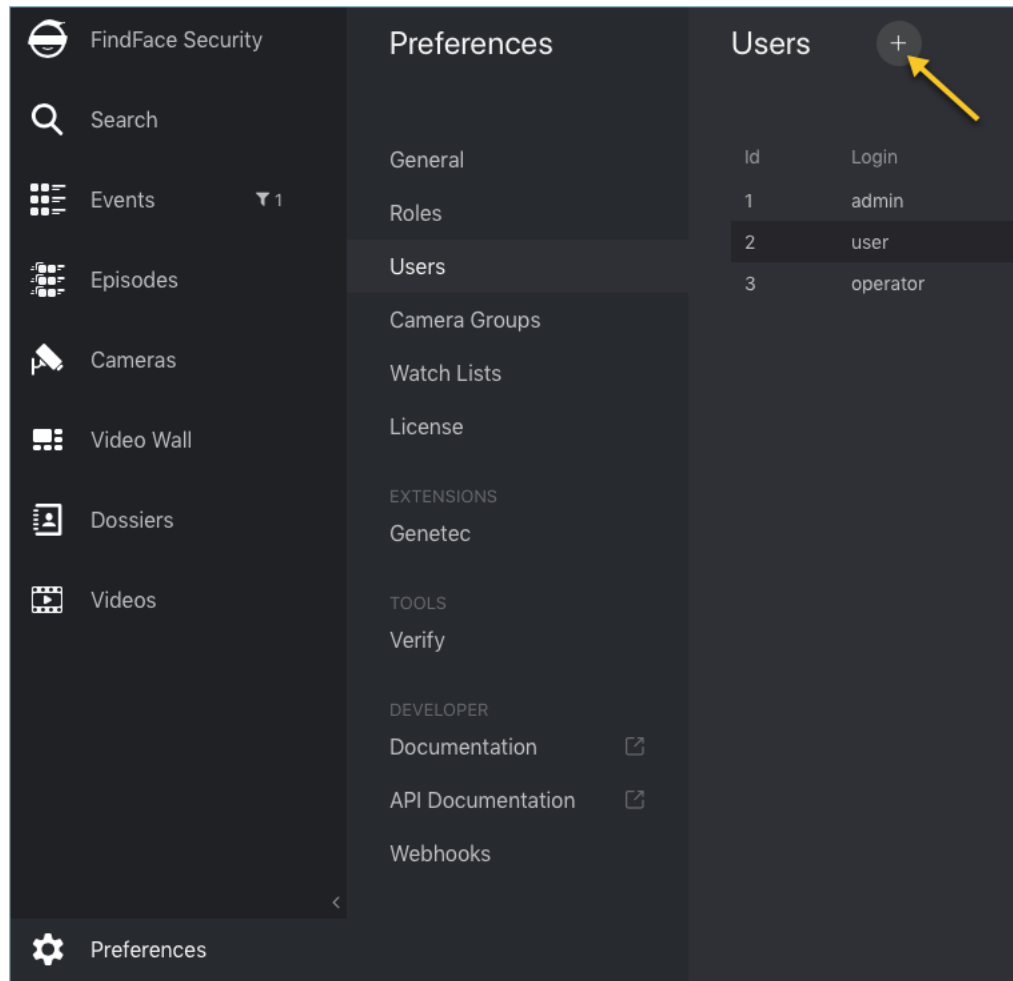 FindFace Security
Search
Events 1
Episodes
Cameras
Video Wall
Dossiers
Videos
Preferences
Preferences
General
Roles
Users
Camera Groups
Watch Lists
License
EXTENSIONS
Genetec
TOOLS
Verify
DEVELOPER
Documentation
API Documentation
Webhooks
Users +
Id Login
1 admin
2 user
3 operator